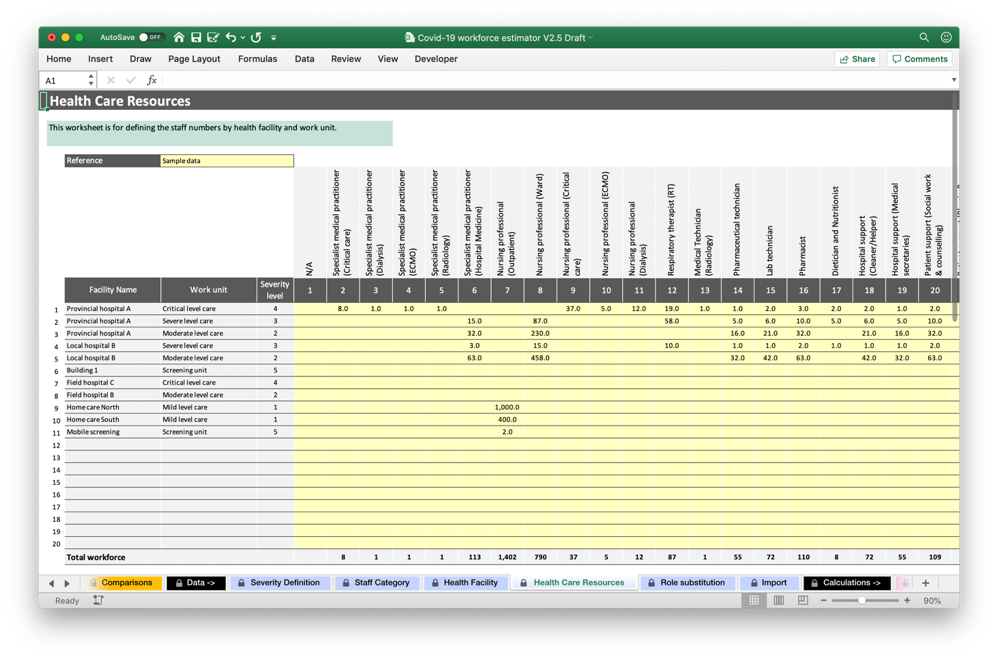 AutoSave OFF Covid-19 workforce estimator V2.5 Draft
Home Insert Draw Page Layout Formulas Data Review View Developer Share Comments
A1 fx
Health Care Resources
This worksheet is for defining the staff numbers by health facility and work unit.
Reference Sample data
N/A
Specialist medical practitioner (Critical care)
Specialist medical practitioner (Dialysis)
Specialist medical practitioner (ECMO)
Specialist medical practitioner (Radiology)
Specialist medical practitioner (Hospital Medicine)
Nursing professional (Outpatient)
Nursing professional (Ward)
Nursing professional (Critical care)
Nursing professional (ECMO)
Nursing professional (Dialysis)
Respiratory therapist (RT)
Medical Technician (Radiology)
Pharmaceutical technician
Lab technician
Pharmacist
Dietician and Nutritionist
Hospital support (Cleaner/Helper)
Hospital support (Medical secretaries)
Patient support (Social work & counselling)
Facility Name Work unit Severity level 1 2 3 4 5 6 7 8 9 10 11 12 13 14 15 16 17 18 19 20
1 Provincial hospital A Critical level care 4 8.0 1.0 1.0 1.0 37.0 5.0 12.0 19.0 1.0 1.0 2.0 3.0 2.0 2.0 1.0 2.0
2 Provincial hospital A Severe level care 3 15.0 87.0 58.0 5.0 6.0 10.0 5.0 6.0 5.0 10.0
3 Provincial hospital A Moderate level care 2 32.0 230.0 16.0 21.0 32.0 21.0 16.0 32.0
4 Local hospital B Severe level care 3 3.0 15.0 10.0 1.0 1.0 2.0 1.0 1.0 1.0 2.0
5 Local hospital B Moderate level care 2 63.0 458.0 32.0 42.0 63.0 42.0 32.0 63.0
6 Building 1 Screening unit 5
7 Field hospital C Critical level care 4
8 Field hospital B Moderate level care 2
9 Home care North Mild level care 1 1,000.0
10 Home care South Mild level care 1 400.0
11 Mobile screening Screening unit 5 2.0
12
13
14
15
16
17
18
19
20
Total workforce 8 1 1 1 113 1,402 790 37 5 12 87 1 55 72 110 8 72 55 109
Comparisons Data -> Severity Definition Staff Category Health Facility Health Care Resources Role substitution Import Calculations -> +
Ready 90%